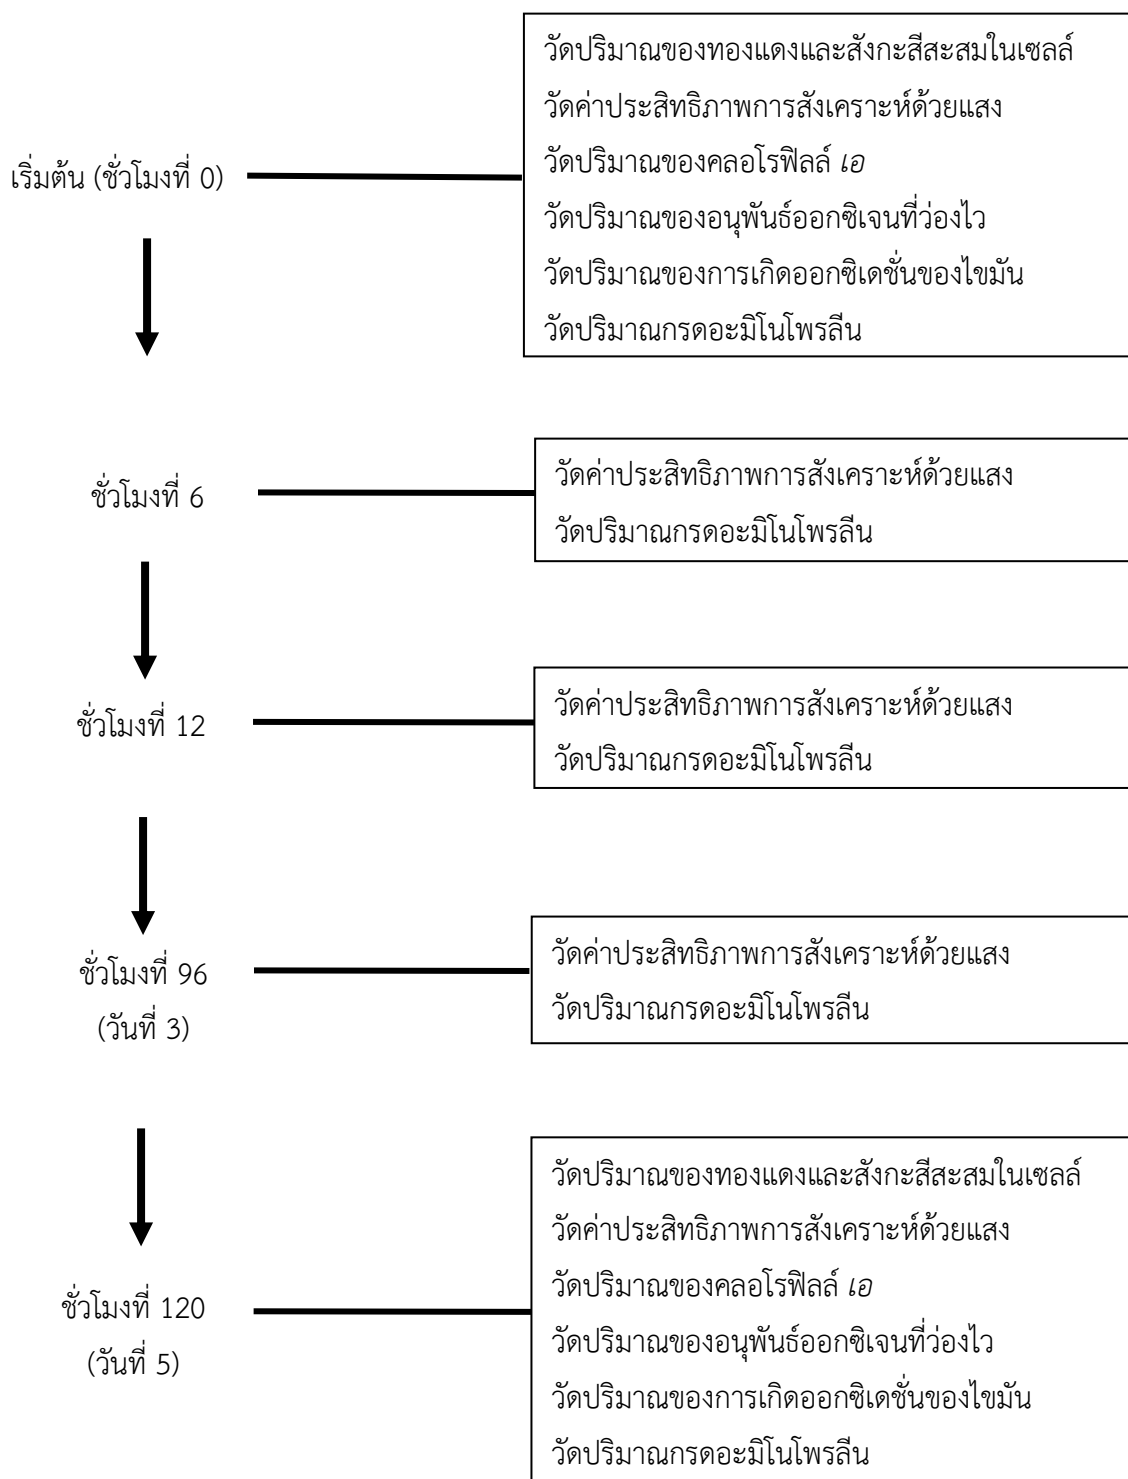 วัดปริมาณของทองแดงและสังกะสีสะสมในเซลล์
วัดค่าประสิทธิภาพการสังเคราะห์ด้วยแสง
เริ่มต้น (ชั่วโมงที่ 0)
วัดปริมาณของคลอโรฟิลล์ เอ
วัดปริมาณของอนุพันธ์ออกซิเจนที่ว่องไว
วัดปริมาณของการเกิดออกซิเดชั่นของไขมัน
วัดปริมาณกรดอะมิโนโพรลีน
ชั่วโมงที่ 6
วัดค่าประสิทธิภาพการสังเคราะห์ด้วยแสง
วัดปริมาณกรดอะมิโนโพรลีน
ชั่วโมงที่ 12
วัดค่าประสิทธิภาพการสังเคราะห์ด้วยแสง
วัดปริมาณกรดอะมิโนโพรลีน
ชั่วโมงที่ 96
(วันที่ 3)
วัดค่าประสิทธิภาพการสังเคราะห์ด้วยแสง
วัดปริมาณกรดอะมิโนโพรลีน
ชั่วโมงที่ 120
(วันที่ 5)
วัดปริมาณของทองแดงและสังกะสีสะสมในเซลล์
วัดค่าประสิทธิภาพการสังเคราะห์ด้วยแสง
วัดปริมาณของคลอโรฟิลล์ เอ
วัดปริมาณของอนุพันธ์ออกซิเจนที่ว่องไว
วัดปริมาณของการเกิดออกซิเดชั่นของไขมัน
วัดปริมาณกรดอะมิโนโพรลีน